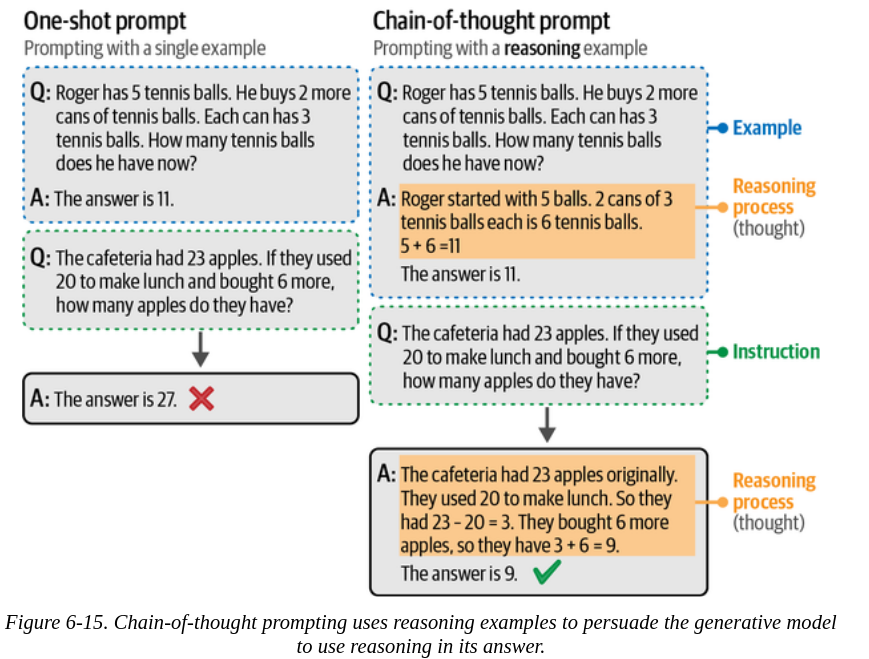 One-shot prompt
Prompting with a single example
Q: Roger has 5 tennis balls. He buys 2 more
cans of tennis balls. Each can has 3
tennis balls. How many tennis balls
does he have now?
A: The answer is 11.
Q: The cafeteria had 23 apples. If they used
20 to make lunch and bought 6 more,
how many apples do they have?
A: The answer is 27.
Chain-of-thought prompt
Prompting with a reasoning example
Q: Roger has 5 tennis balls. He buys 2 more
cans of tennis balls. Each can has 3
tennis balls. How many tennis balls
does he have now?
Example
A: Roger started with 5 balls. 2 cans of 3
tennis balls each is 6 tennis balls.
5 + 6 =11
The answer is 11.
Reasoning
process
(thought)
Q: The cafeteria had 23 apples. If they used
20 to make lunch and bought 6 more,
how many apples do they have?
Instruction
A: The cafeteria had 23 apples originally.
They used 20 to make lunch. So they
had 23 – 20 = 3. They bought 6 more
apples, so they have 3 + 6 = 9.
The answer is 9.
Reasoning
process
(thought)
Figure 6-15. Chain-of-thought prompting uses reasoning examples to persuade the generative model
to use reasoning in its answer.